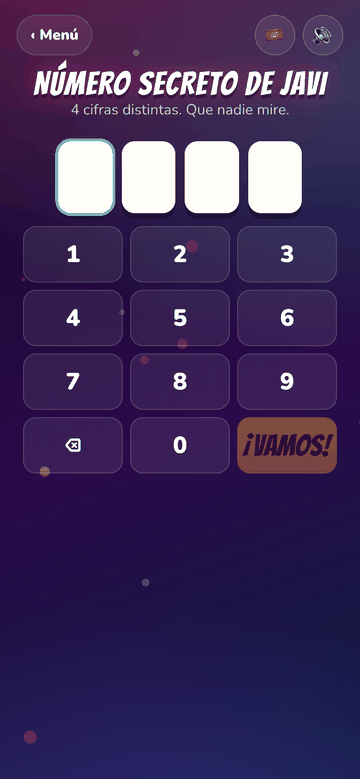 ‹ Menú
NÚMERO SECRETO DE JAVI
4 cifras distintas. Que nadie mire.
1 2 3
4 5 6
7 8 9
0 ¡VAMOS!